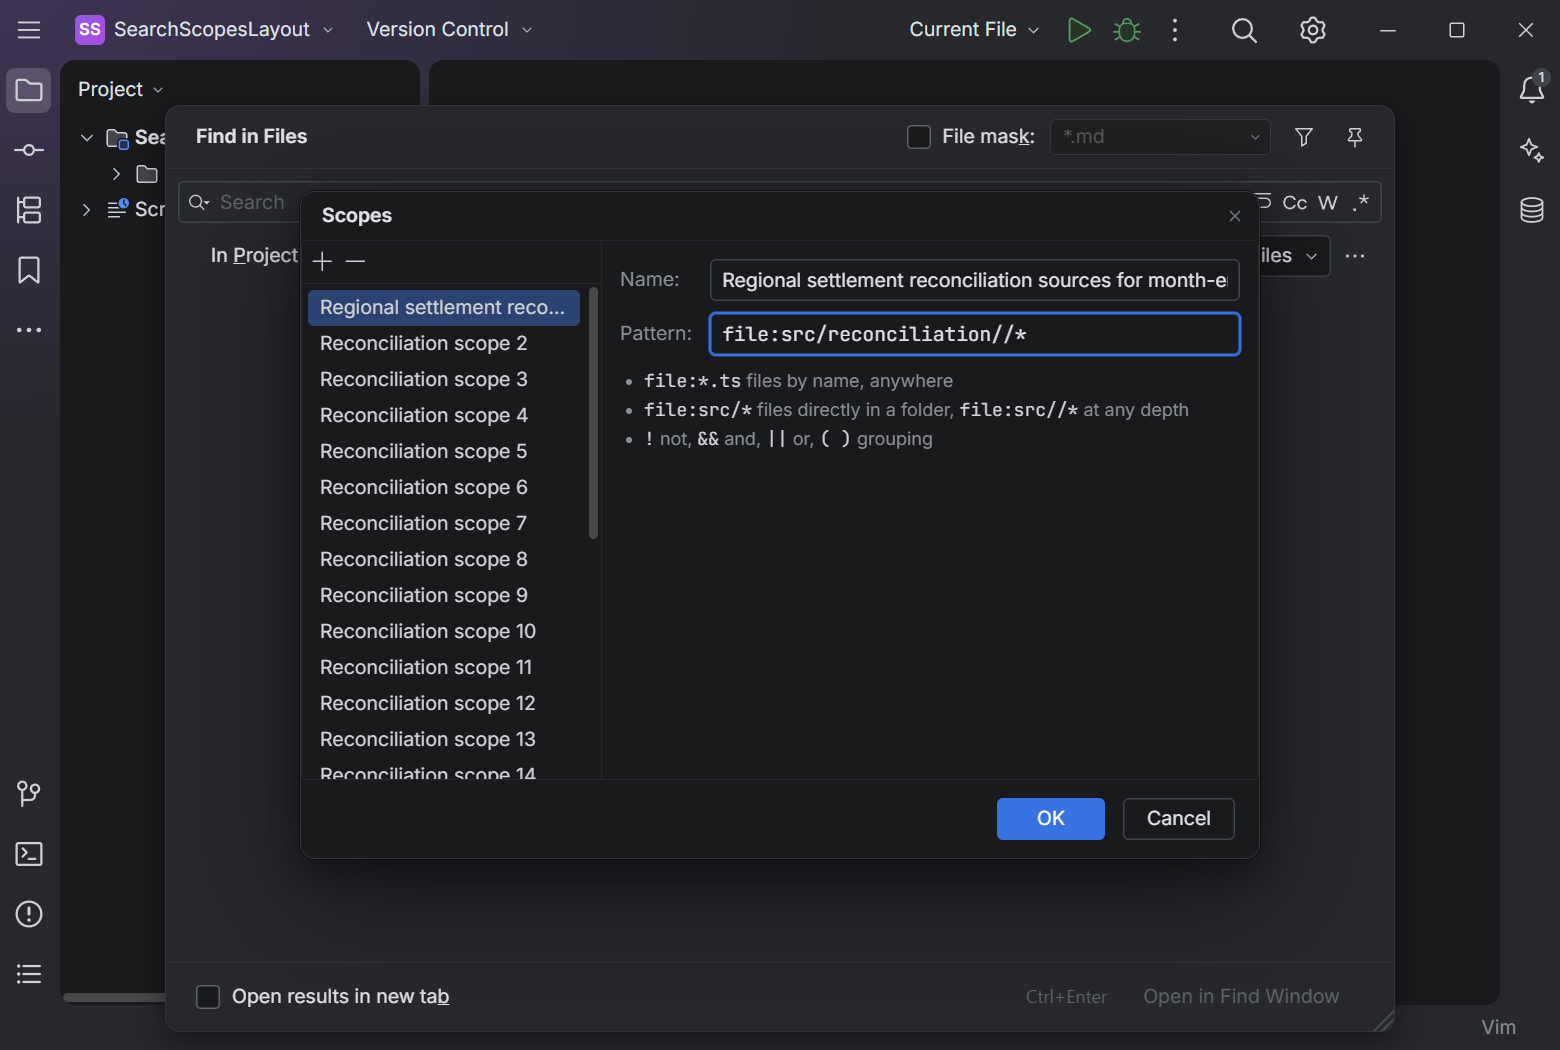 SS SearchScopesLayout Version Control Current File
Project
1
Sea
Scr
Find in Files File mask: *.md
Search Cc W .*
In Project iles
Scopes
Name: Regional settlement reconciliation sources for month-e
Pattern: file:src/reconciliation//*
• file:*.ts files by name, anywhere
• file:src/* files directly in a folder, file:src//* at any depth
• ! not, && and, || or, ( ) grouping
Regional settlement reco...
Reconciliation scope 2
Reconciliation scope 3
Reconciliation scope 4
Reconciliation scope 5
Reconciliation scope 6
Reconciliation scope 7
Reconciliation scope 8
Reconciliation scope 9
Reconciliation scope 10
Reconciliation scope 11
Reconciliation scope 12
Reconciliation scope 13
Reconciliation scope 14
OK Cancel
Open results in new tab Ctrl+Enter Open in Find Window
Vim